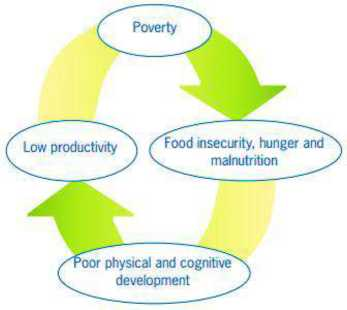 Poverty
Food insecurity, hunger and
malnutrition
Poor physical and cognitive
development
Low productivity